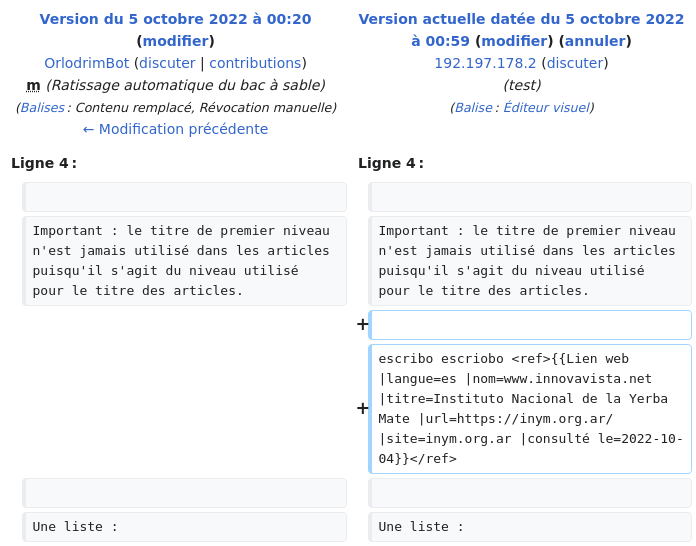 Version du 5 octobre 2022 à 00:20
(modifier)
OrlodrimBot (discuter | contributions)
m (Ratissage automatique du bac à sable)
(Balises : Contenu remplacé, Révocation manuelle)
← Modification précédente
Version actuelle datée du 5 octobre 2022
à 00:59 (modifier) (annuler)
192.197.178.2 (discuter)
(test)
(Balise : Éditeur visuel)
Ligne 4 :
Ligne 4 :
Important : le titre de premier niveau
n'est jamais utilisé dans les articles
puisqu'il s'agit du niveau utilisé
pour le titre des articles.
Important : le titre de premier niveau
n'est jamais utilisé dans les articles
puisqu'il s'agit du niveau utilisé
pour le titre des articles.
+
+
escribo escriobo <ref>{{Lien web
|langue=es |nom=www.innovavista.net
|titre=Instituto Nacional de la Yerba
Mate |url=https://inym.org.ar/
|site=inym.org.ar |consulté le=2022-10-
04}}</ref>
Une liste :
Une liste :